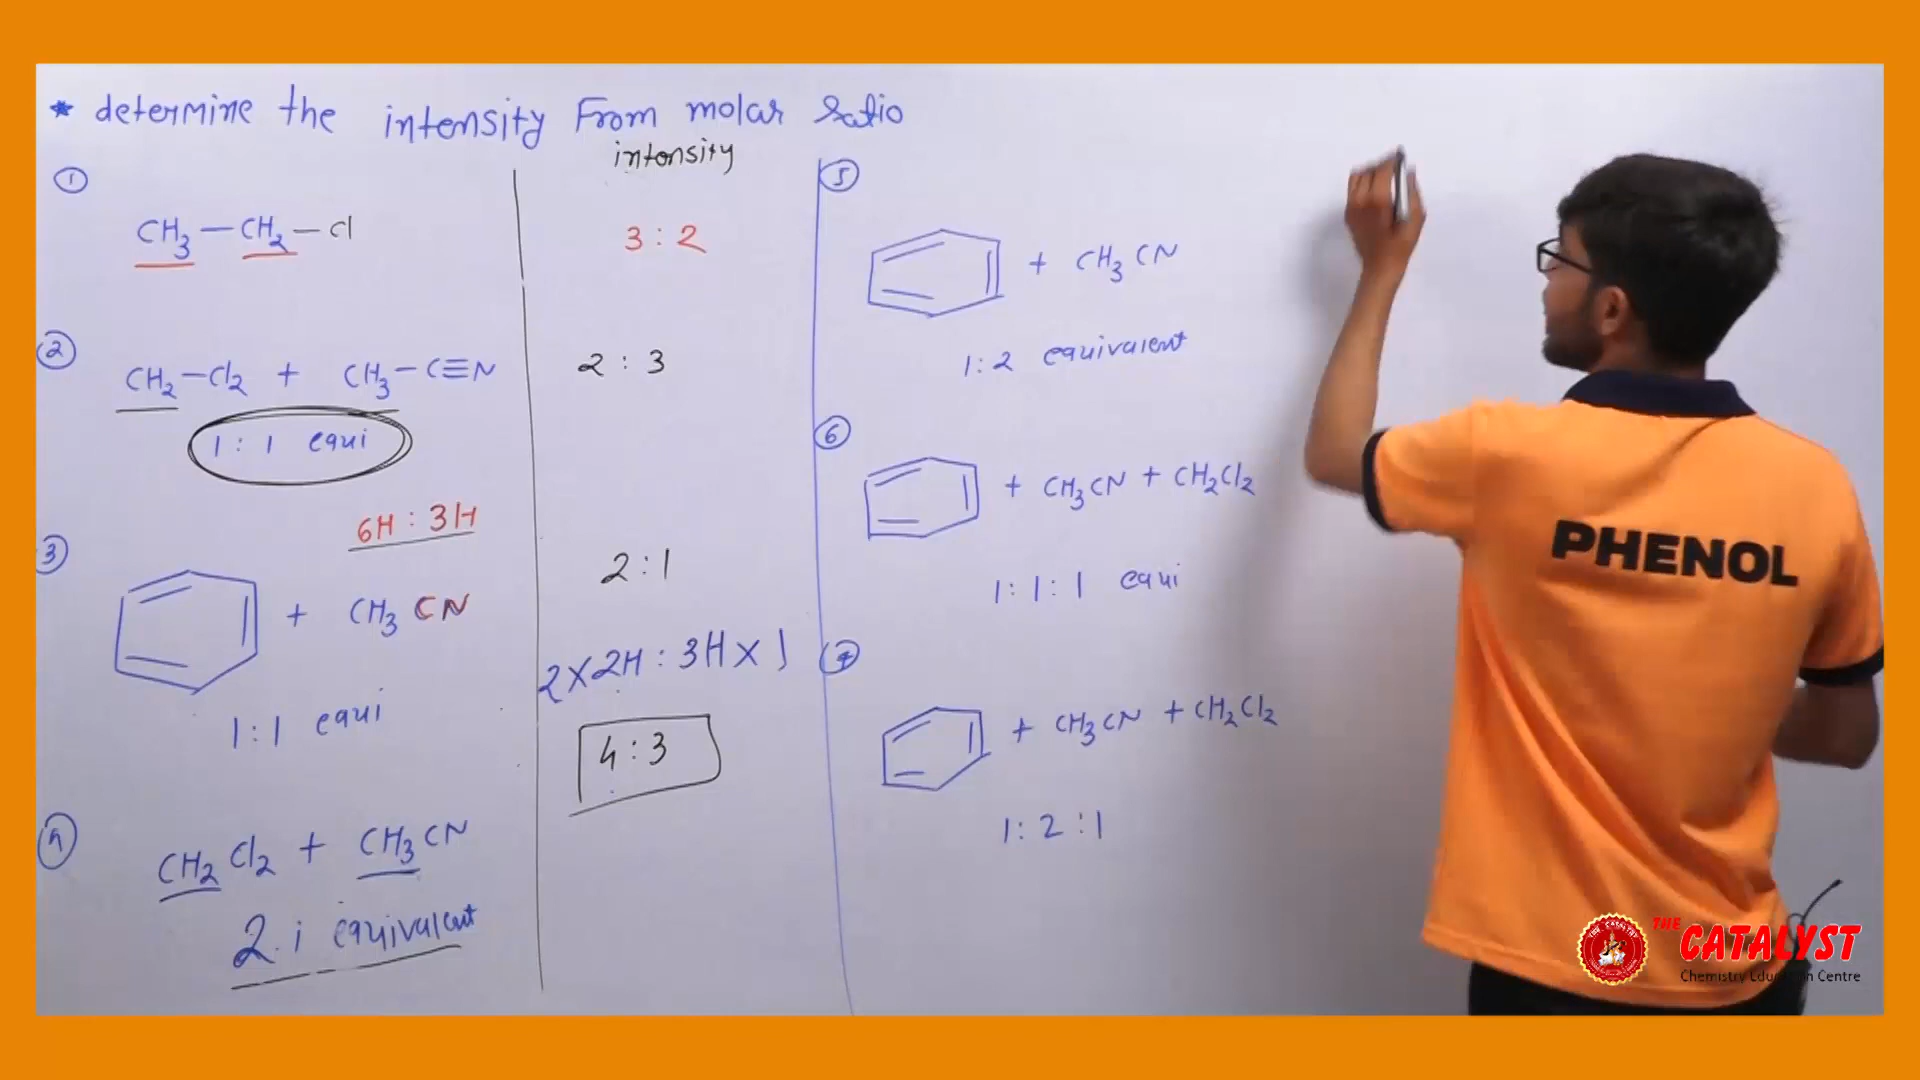 * determine the intensity From molar ratio
intensity
①
CH₃ — CH₂ — Cl
3 : 2
②
CH₂ — Cl₂ + CH₃ — C≡N
2 : 3
1 : 1 equi
6H : 3H
③
+ CH₃ CN
2 : 1
1 : 1 equi
2 X 2H : 3H X 1
4 : 3
4
CH₂ Cl₂ + CH₃ CN
2 : 1 equivalent
⑤
+ CH₃ CN
1 : 2 equivalent
⑥
+ CH₃CN + CH₂Cl₂
1 : 1 : 1 equi
⑦
+ CH₃CN + CH₂Cl₂
1 : 2 : 1
PHENOL
THE CATALYST
Chemistry Education Centre